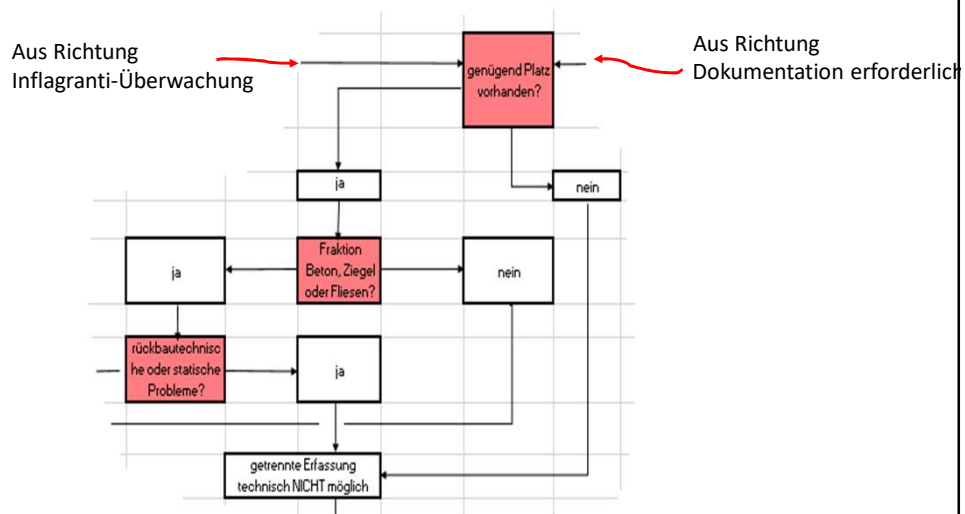 Aus Richtung
Inflagranti-Überwachung
Aus Richtung
Dokumentation erforderlich
genügend Platz
vorhanden?
ja
nein
ja
Fraktion
Beton, Ziegel
oder Fliesen?
nein
rückbautechnisc
he oder statische
Probleme?
ja
getrennte Erfassung
technisch NICHT möglich